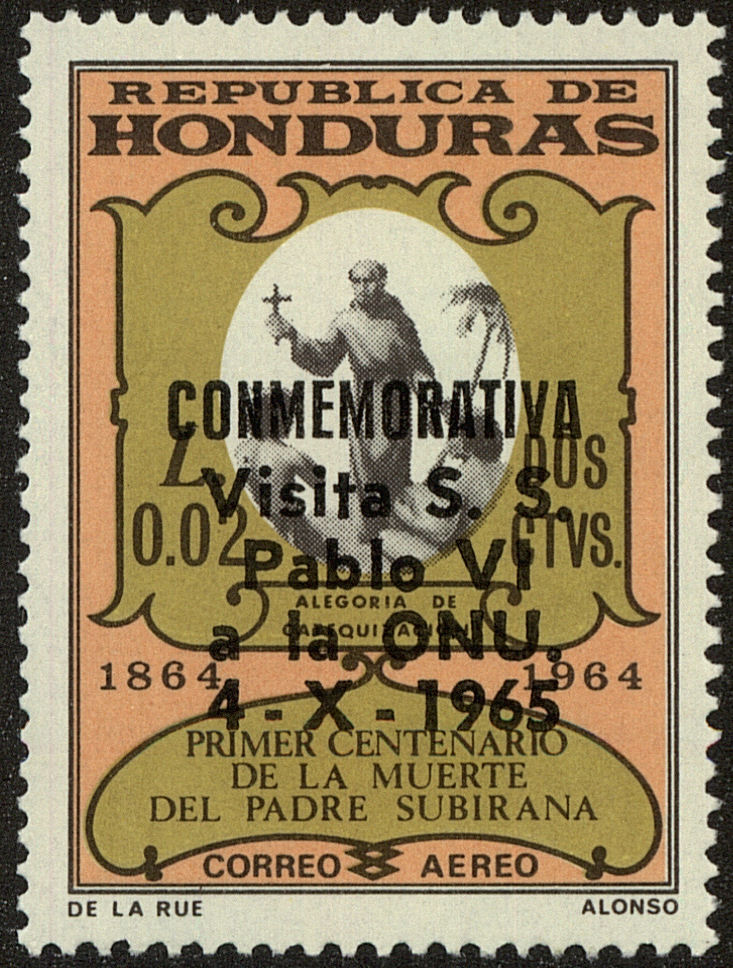 REPUBLICA DE
HONDURAS
CONMEMORATIVA
L. DOS
Visita S. S.
0.02 CTVS.
Pablo VI
ALEGORIA DE
CATEQUIZACION
a la ONU.
1864 1964
4 - X - 1965
PRIMER CENTENARIO
DE LA MUERTE
DEL PADRE SUBIRANA
CORREO AEREO
DE LA RUE ALONSO